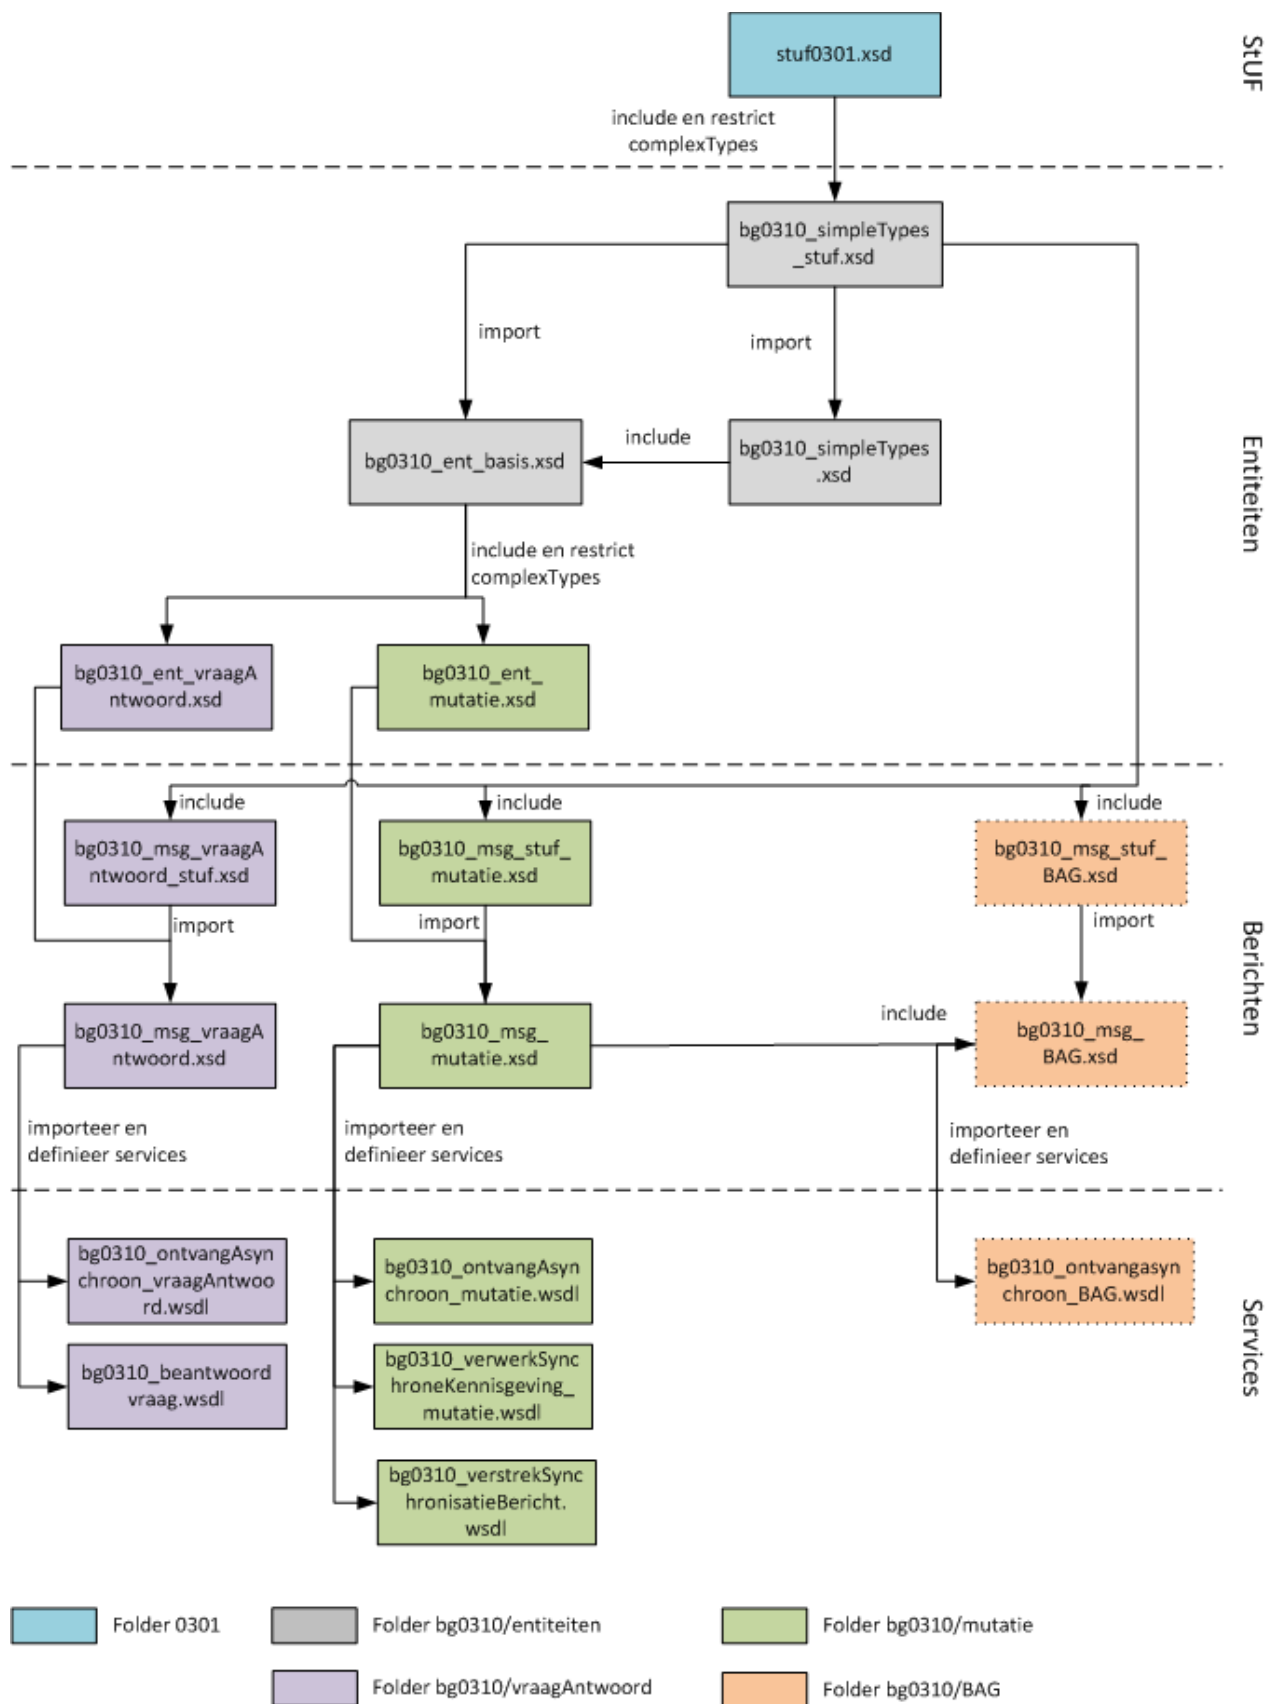 stuf0301.xsd
StUF
include en restrict
complexTypes
bg0310_simpleTypes
_stuf.xsd
import
import
bg0310_ent_basis.xsd
include
bg0310_simpleTypes
.xsd
Entiteiten
include en restrict
complexTypes
bg0310_ent_vraagA
ntwoord.xsd
bg0310_ent_
mutatie.xsd
include
include
include
bg0310_msg_vraagA
ntwoord_stuf.xsd
bg0310_msg_stuf_
mutatie.xsd
bg0310_msg_stuf_
BAG.xsd
import
import
import
Berichten
bg0310_msg_vraagA
ntwoord.xsd
bg0310_msg_
mutatie.xsd
include
bg0310_msg_
BAG.xsd
importeer en
definieer services
importeer en
definieer services
importeer en
definieer services
bg0310_ontvangAsyn
chroon_vraagAntwoo
rd.wsdl
bg0310_ontvangAsyn
chroon_mutatie.wsdl
bg0310_ontvangasyn
chroon_BAG.wsdl
Services
bg0310_beantwoord
vraag.wsdl
bg0310_verwerkSync
hroneKennisgeving_
mutatie.wsdl
bg0310_verstrekSync
hronisatieBericht.
wsdl
Folder 0301
Folder bg0310/entiteiten
Folder bg0310/mutatie
Folder bg0310/vraagAntwoord
Folder bg0310/BAG